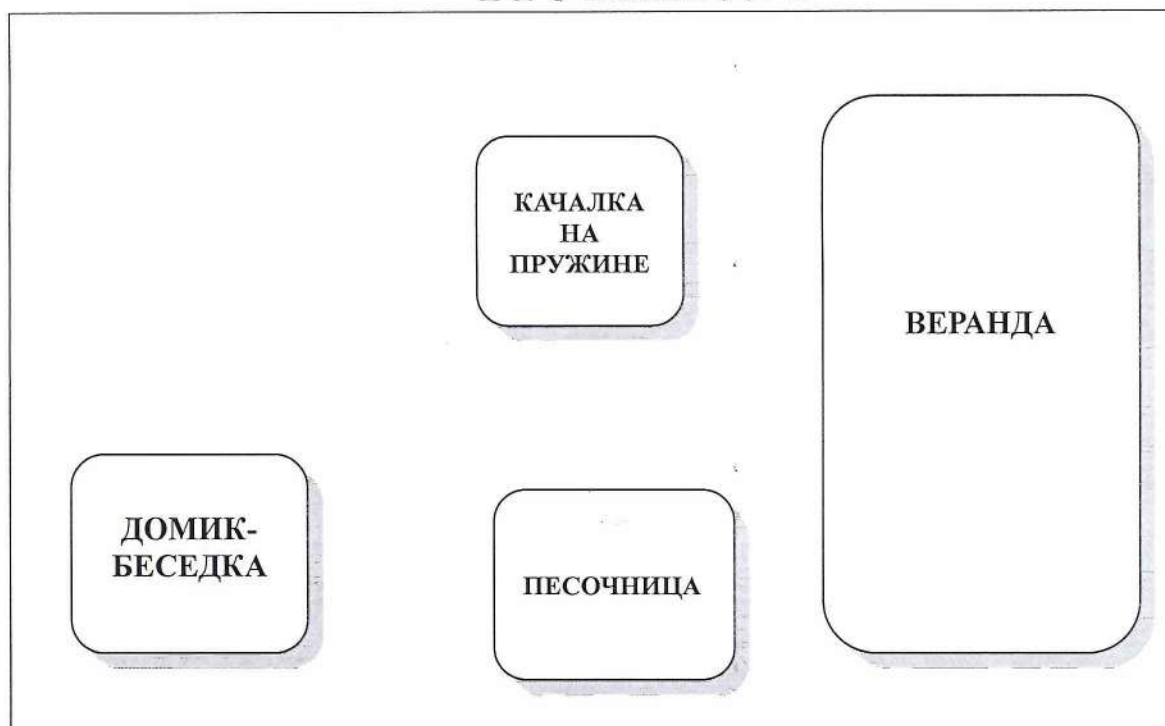 КАЧАЛКА
НА
ПРУЖИНЕ
ВЕРАНДА
ДОМИК-
БЕСЕДКА
ПЕСОЧНИЦА